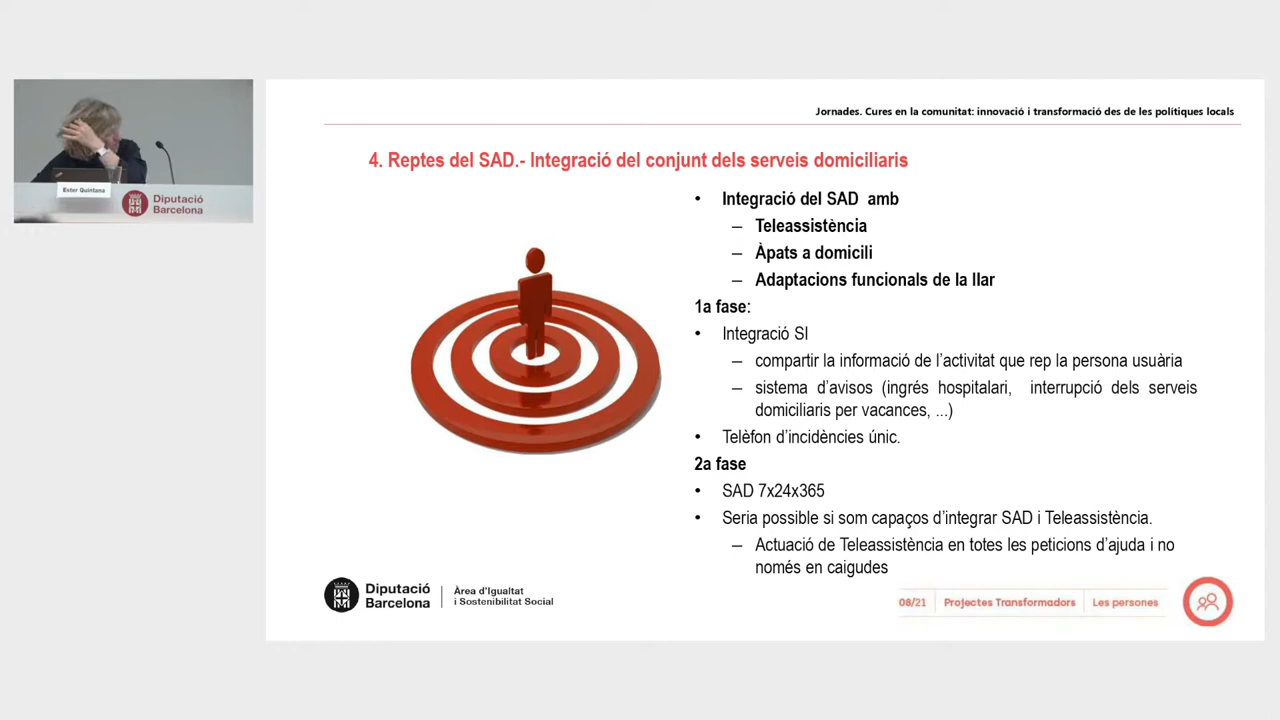 Jornades. Cures en la comunitat: innovació i transformació des de les polítiques locals
4. Reptes del SAD.- Integració del conjunt dels serveis domiciliaris
• Integració del SAD amb
– Teleassistència
– Àpats a domicili
– Adaptacions funcionals de la llar
1a fase:
• Integració SI
– compartir la informació de l’activitat que rep la persona usuària
– sistema d’avisos (ingrés hospitalari, interrupció dels serveis
domiciliaris per vacances, ...)
• Telèfon d’incidències únic.
2a fase
• SAD 7x24x365
• Seria possible si som capaços d’integrar SAD i Teleassistència.
– Actuació de Teleassistència en totes les peticions d’ajuda i no
només en caigudes
Ester Quintana
Diputació
Barcelona
Diputació
Barcelona
Àrea d’Igualtat
i Sostenibilitat Social
08/21 Projectes Transformadors Les persones